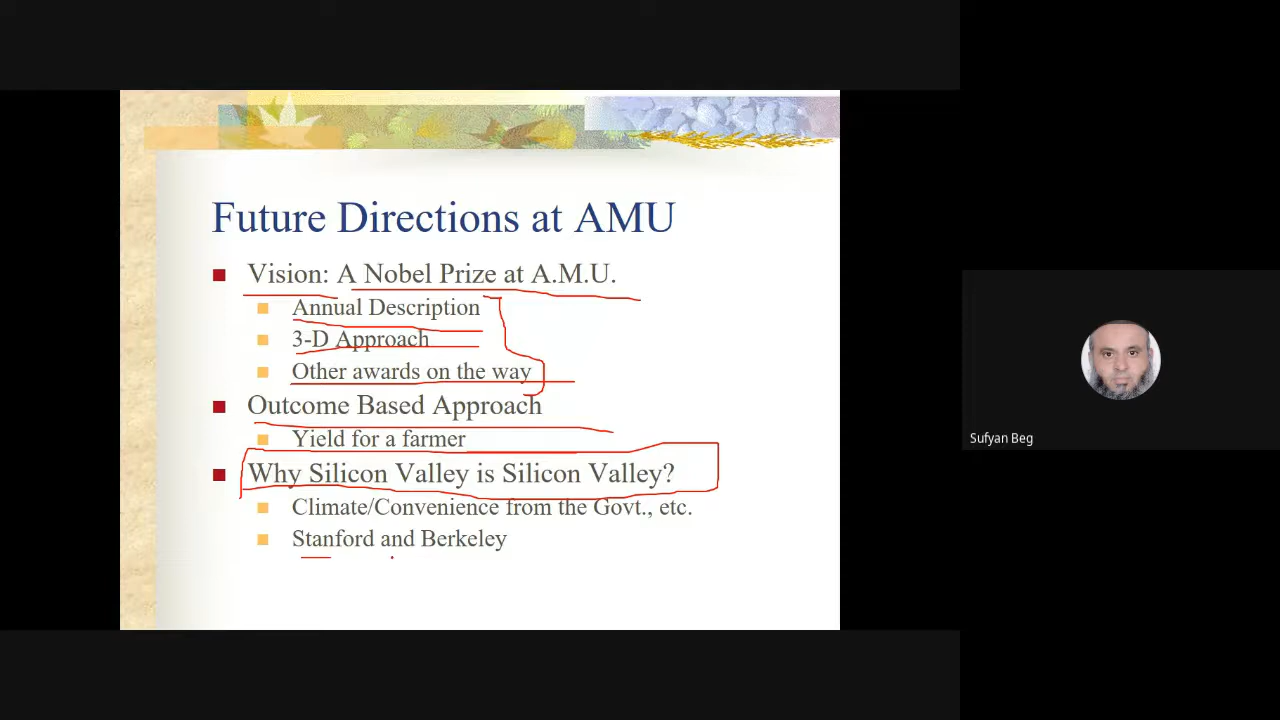 Future Directions at AMU
Vision: A Nobel Prize at A.M.U.
Annual Description
3-D Approach
Other awards on the way
Outcome Based Approach
Yield for a farmer
Why Silicon Valley is Silicon Valley?
Climate/Convenience from the Govt., etc.
Stanford and Berkeley
Sufyan Beg